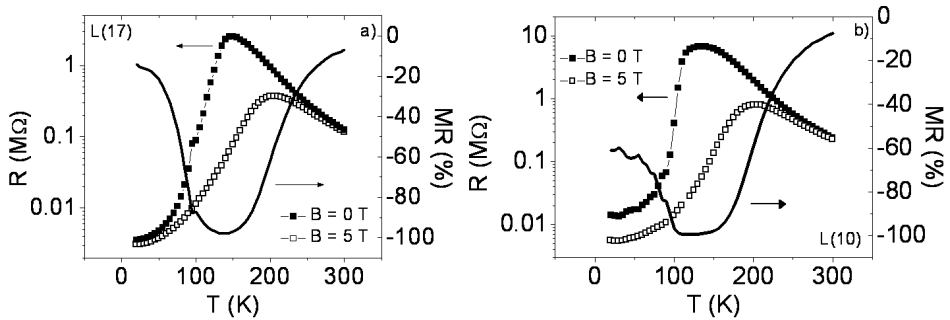 L(17)
a)
R (MΩ)
1
0.1
0.01
0
-20
-40
-60
-80
-100
MR (%)
B = 0 T
B = 5 T
0 100 200 300
T (K)
b)
B = 0 T
B = 5 T
R (MΩ)
10
1
0.1
0.01
0
-20
-40
-60
-80
-100
MR (%)
L(10)
0 100 200 300
T (K)